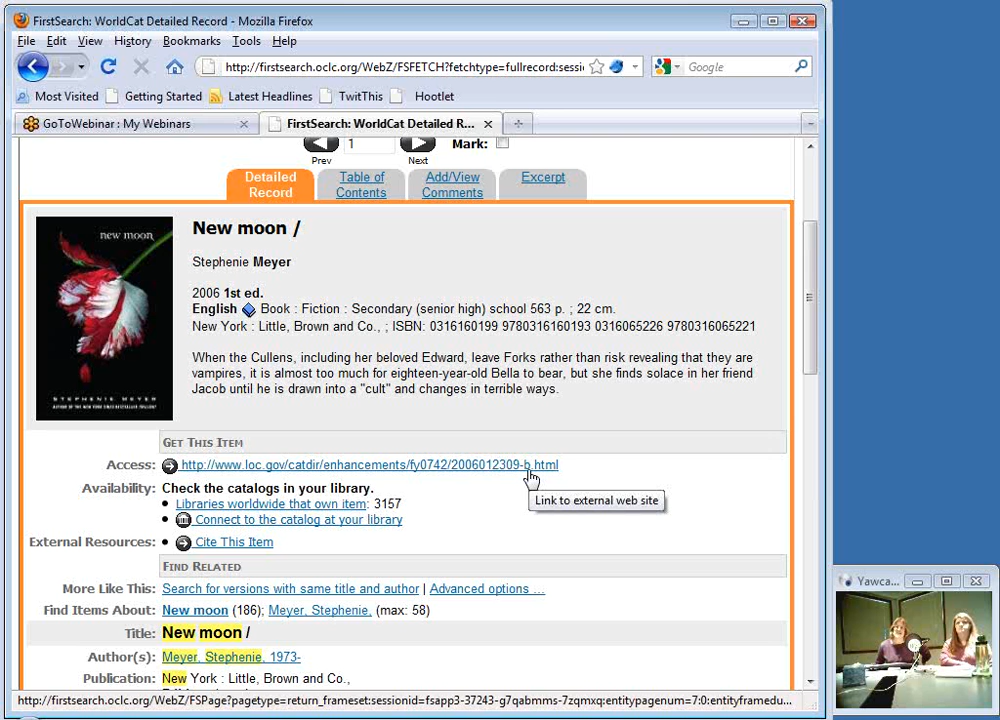 FirstSearch: WorldCat Detailed Record - Mozilla Firefox
File Edit View History Bookmarks Tools Help
http://firstsearch.oclc.org/WebZ/FSFETCH?fetchtype=fullrecord:sessi
Google
Most Visited Getting Started Latest Headlines TwitThis Hootlet
GoToWebinar : My Webinars
FirstSearch: WorldCat Detailed R...
1
Mark:
Prev
Next
Detailed Record
Table of Contents
Add/View Comments
Excerpt
new moon
STEPHENIE MEYER
New moon /
Stephenie Meyer
2006 1st ed.
English Book : Fiction : Secondary (senior high) school 563 p. ; 22 cm.
New York : Little, Brown and Co., ; ISBN: 0316160199 9780316160193 0316065226 9780316065221
When the Cullens, including her beloved Edward, leave Forks rather than risk revealing that they are
vampires, it is almost too much for eighteen-year-old Bella to bear, but she finds solace in her friend
Jacob until he is drawn into a "cult" and changes in terrible ways.
GET THIS ITEM
Access: http://www.loc.gov/catdir/enhancements/fy0742/2006012309-b.html
Link to external web site
Availability: Check the catalogs in your library.
• Libraries worldwide that own item: 3157
• Connect to the catalog at your library
External Resources: • Cite This Item
FIND RELATED
More Like This: Search for versions with same title and author | Advanced options ...
Find Items About: New moon (186); Meyer, Stephenie, (max: 58)
Title: New moon /
Author(s): Meyer, Stephenie, 1973-
Publication: New York : Little, Brown and Co.,
http://firstsearch.oclc.org/WebZ/FSPage?pagetype=return_frameset:sessionid=fsapp3-37243-g7qabmms-7zqmxq:entitypagenum=7:0:entityframedu...
Yawca...